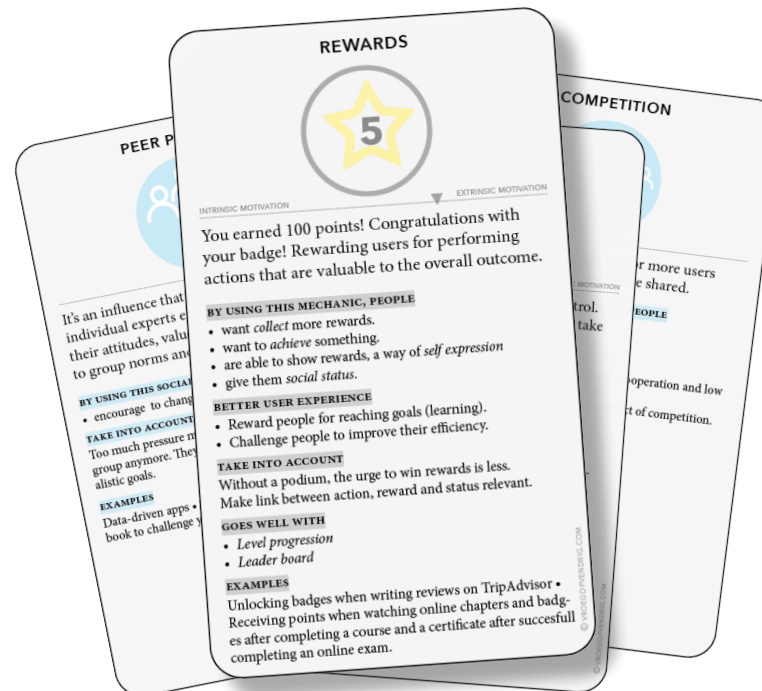 REWARDS
5
INTRINSIC MOTIVATION
EXTRINSIC MOTIVATION
You earned 100 points! Congratulations with
your badge! Rewarding users for performing
actions that are valuable to the overall outcome.
BY USING THIS MECHANIC, PEOPLE
• want collect more rewards.
• want to achieve something.
• are able to show rewards, a way of self expression
• give them social status.
BETTER USER EXPERIENCE
• Reward people for reaching goals (learning).
• Challenge people to improve their efficiency.
TAKE INTO ACCOUNT
Without a podium, the urge to win rewards is less.
Make link between action, reward and status relevant.
GOES WELL WITH
• Level progression
• Leader board
EXAMPLES
Unlocking badges when writing reviews on TripAdvisor •
Receiving points when watching online chapters and badg-
es after completing a course and a certificate after succesfull
completing an online exam.
© VROEGOPVENDRIG.COM
PEER P
It's an influence that
individual experts e
their attitudes, valu
to group norms and
BY USING THIS SOCIAL
• encourage to chang
TAKE INTO ACCOUNT
Too much pressure m
group anymore. They
alistic goals.
EXAMPLES
Data-driven apps •
book to challenge y
MOTIVATION
trol.
take
© VROEGOPVENDRIG.COM
COMPETITION
or more users
e shared.
EOPLE
ooperation and low
ct of competition.